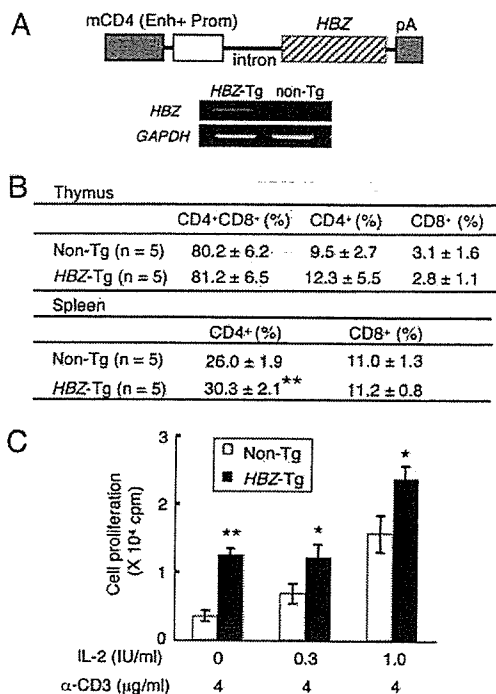 A
mCD4 (Enh+ Prom)
HBZ
pA
intron
HBZ-Tg non-Tg
HBZ
GAPDH
B
Thymus
CD4+CD8+ (%) CD4+ (%) CD8+ (%)
Non-Tg (n = 5) 80.2 ± 6.2 9.5 ± 2.7 3.1 ± 1.6
HBZ-Tg (n = 5) 81.2 ± 6.5 12.3 ± 5.5 2.8 ± 1.1
Spleen
CD4+ (%) CD8+ (%)
Non-Tg (n = 5) 26.0 ± 1.9 11.0 ± 1.3
HBZ-Tg (n = 5) 30.3 ± 2.1** 11.2 ± 0.8
C
Cell proliferation
(X 10⁴ cpm)
3
2
1
0
Non-Tg
HBZ-Tg
** * *
IL-2 (IU/ml) 0 0.3 1.0
α-CD3 (µg/ml) 4 4 4